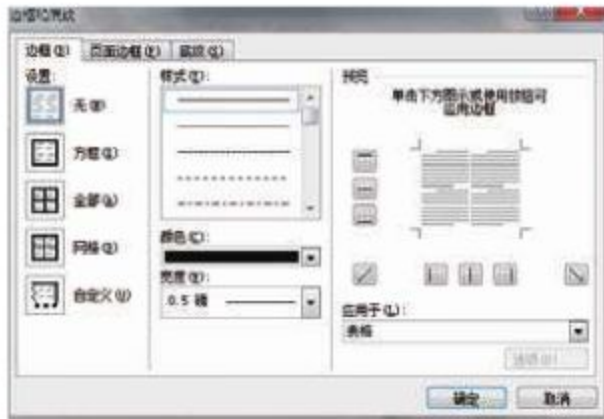 边框和底纹
边框(B) 页面边框(P) 底纹(S)
设置:
无(N)
方框(X)
全部(A)
网格(D)
自定义(U)
样式(Y):
颜色(C):
宽度(W):
0.5 磅
预览
单击下方图示或使用按钮可
应用边框
应用于(L):
表格
选项(O)
确定
取消